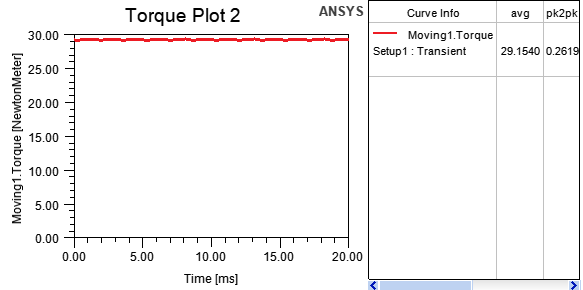 Torque Plot 2
ANSYS
Curve Info avg pk2pk
Moving1.Torque
Setup1 : Transient 29.1540 0.2619
Moving1.Torque [NewtonMeter]
30.00
25.00
20.00
15.00
10.00
5.00
0.00
0.00 5.00 10.00 15.00 20.00
Time [ms]